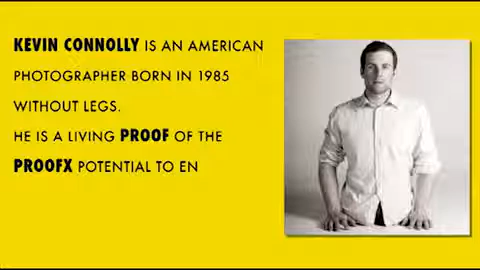 KEVIN CONNOLLY IS AN AMERICAN
PHOTOGRAPHER BORN IN 1985
WITHOUT LEGS.
HE IS A LIVING PROOF OF THE
PROOFX POTENTIAL TO EN